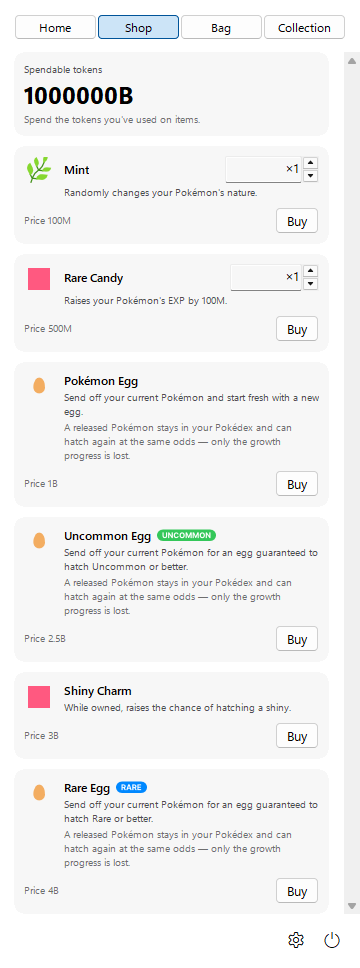 Home
Shop
Bag
Collection
Spendable tokens
1000000B
Spend the tokens you've used on items.
Mint
×1
Randomly changes your Pokémon's nature.
Price 100M
Buy
Rare Candy
×1
Raises your Pokémon's EXP by 100M.
Price 500M
Buy
Pokémon Egg
Send off your current Pokémon and start fresh with a new
egg.
A released Pokémon stays in your Pokédex and can
hatch again at the same odds — only the growth
progress is lost.
Price 1B
Buy
Uncommon Egg UNCOMMON
Send off your current Pokémon for an egg guaranteed to
hatch Uncommon or better.
A released Pokémon stays in your Pokédex and can
hatch again at the same odds — only the growth
progress is lost.
Price 2.5B
Buy
Shiny Charm
While owned, raises the chance of hatching a shiny.
Price 3B
Buy
Rare Egg RARE
Send off your current Pokémon for an egg guaranteed to
hatch Rare or better.
A released Pokémon stays in your Pokédex and can
hatch again at the same odds — only the growth
progress is lost.
Price 4B
Buy